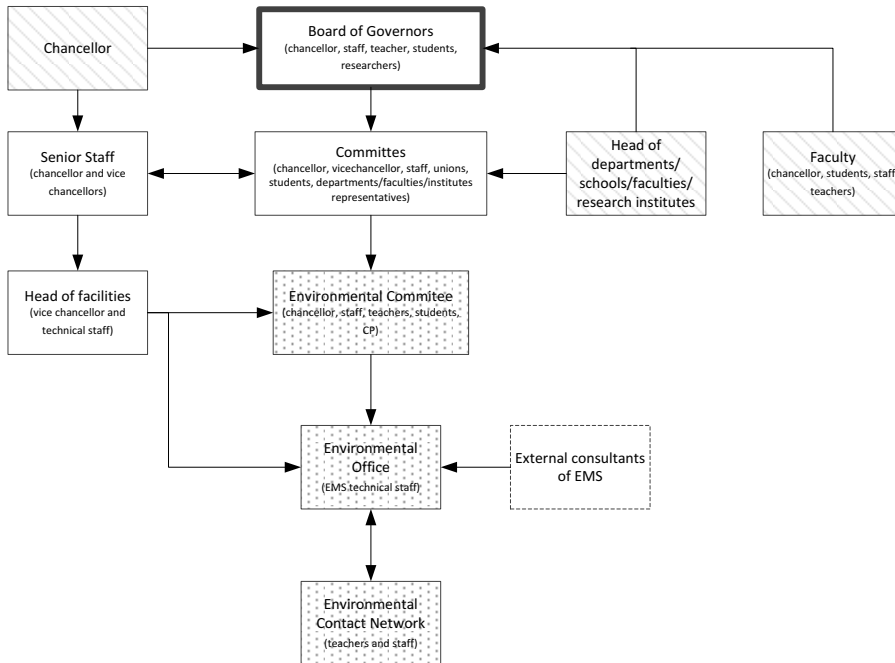 Chancellor
Board of Governors
(chancellor, staff, teacher, students,
researchers)
Senior Staff
(chancellor and vice
chancellors)
Committes
(chancellor, vicechancellor, staff, unions,
students, departments/faculties/institutes
representatives)
Head of
departments/
schools/faculties/
research institutes
Faculty
(chancellor, students, staff,
teachers)
Head of facilities
(vice chancellor and
technical staff)
Environmental Commitee
(chancellor, staff, teachers, students,
CP)
Environmental
Office
(EMS technical staff)
External consultants
of EMS
Environmental
Contact Network
(teachers and staff)